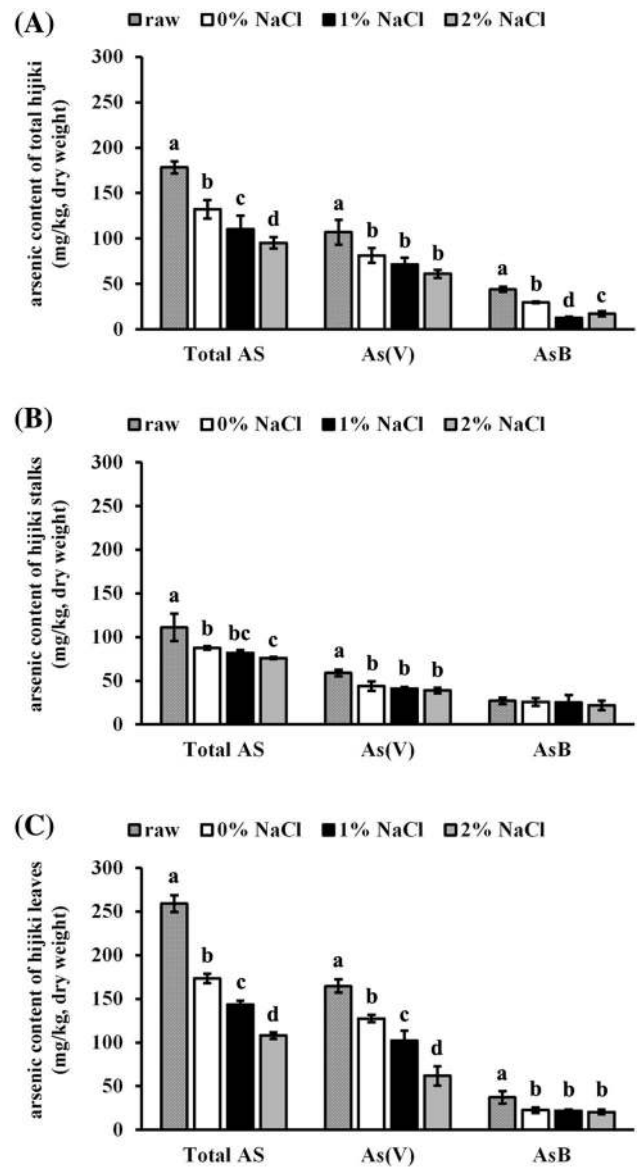 (A)
raw 0% NaCl 1% NaCl 2% NaCl
arsenic content of total hijiki
(mg/kg, dry weight)
300
250
200
150
100
50
0
a b c d a b b b a b d c
Total AS As(V) AsB
(B)
raw 0% NaCl 1% NaCl 2% NaCl
arsenic content of hijiki stalks
(mg/kg, dry weight)
300
250
200
150
100
50
0
a b bc c a b b b
Total AS As(V) AsB
(C)
raw 0% NaCl 1% NaCl 2% NaCl
arsenic content of hijiki leaves
(mg/kg, dry weight)
300
250
200
150
100
50
0
a b c d a b c d a b b b
Total AS As(V) AsB